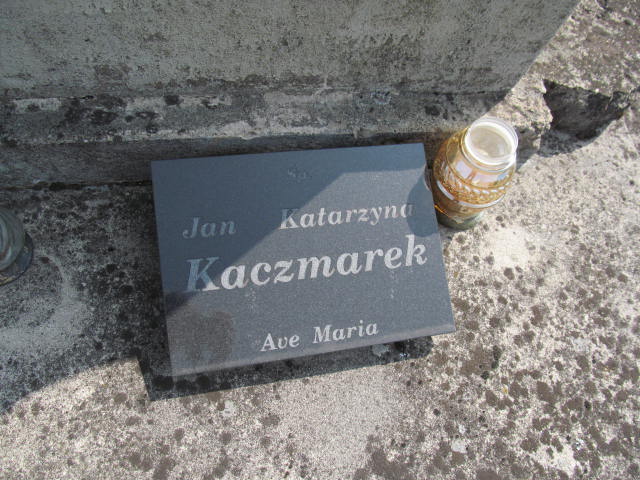 Ś.P.
Jan Katarzyna
Kaczmarek
Ave Maria